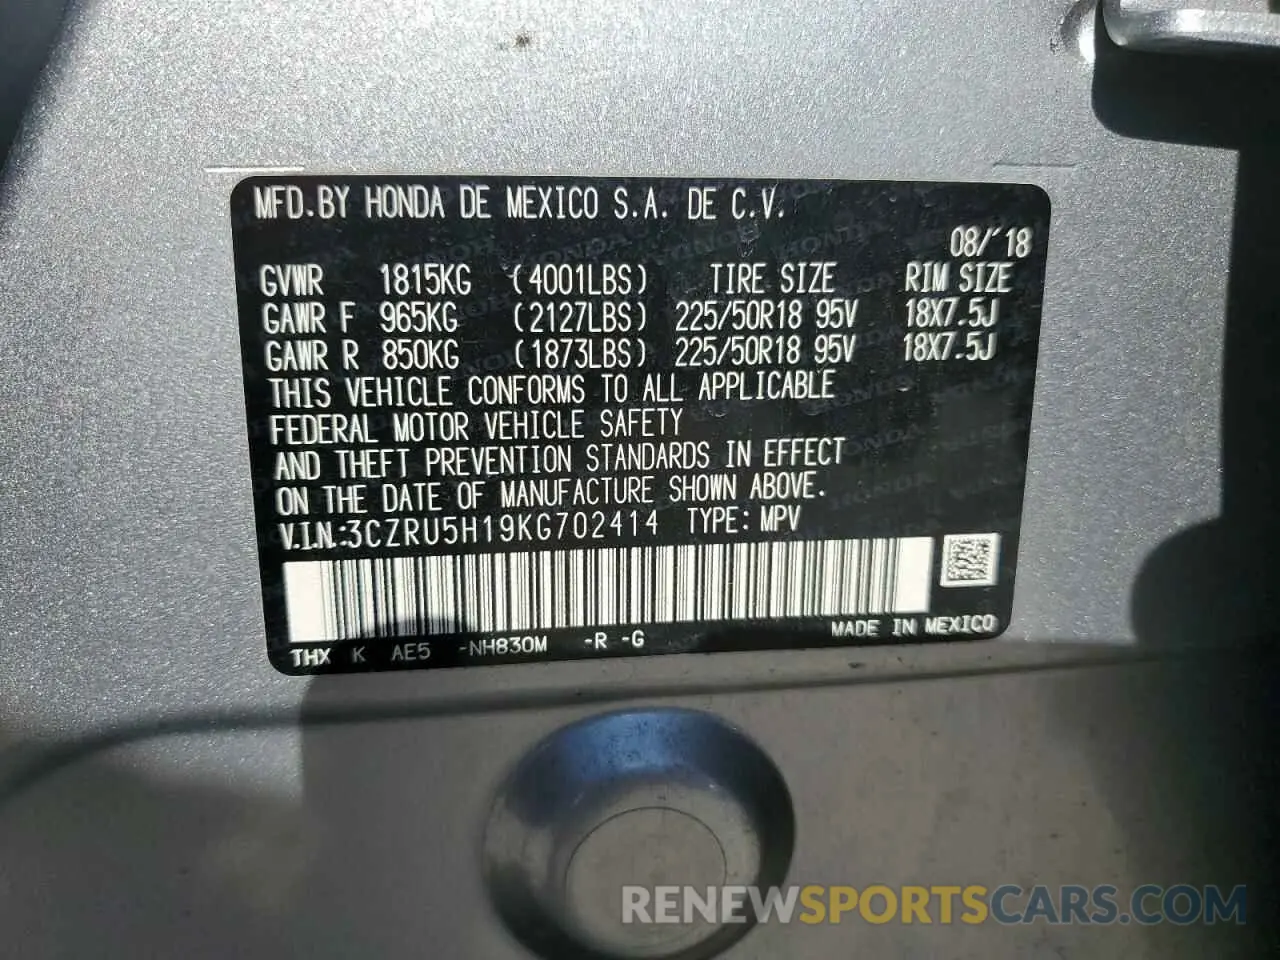 MFD.BY HONDA DE MEXICO S.A. DE C.V.
08/'18
GVWR 1815KG (4001LBS) TIRE SIZE RIM SIZE
GAWR F 965KG (2127LBS) 225/50R18 95V 18X7.5J
GAWR R 850KG (1873LBS) 225/50R18 95V 18X7.5J
THIS VEHICLE CONFORMS TO ALL APPLICABLE
FEDERAL MOTOR VEHICLE SAFETY
AND THEFT PREVENTION STANDARDS IN EFFECT
ON THE DATE OF MANUFACTURE SHOWN ABOVE.
V.I.N.:3CZRU5H19KG702414 TYPE: MPV
MADE IN MEXICO
THX K AE5 -NH830M -R -G
RENEWSPORTSCARS.COM